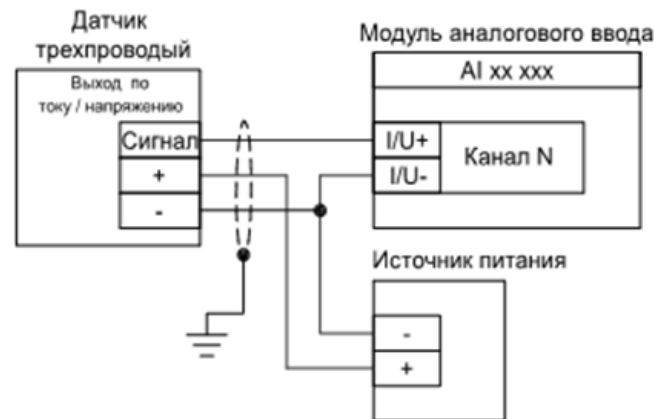 Датчик
трехпроводый
Выход по
току / напряжению
Сигнал
+
-
Модуль аналогового ввода
AI xx xxx
I/U+
I/U-
Канал N
Источник питания
-
+